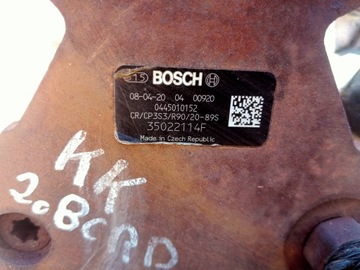 BOSCH
08-04-20 04 00920
0445010152
CR/CP3S3/R90/20-89S
35022114F
Made in Czech Republic
KK
2.8CRD